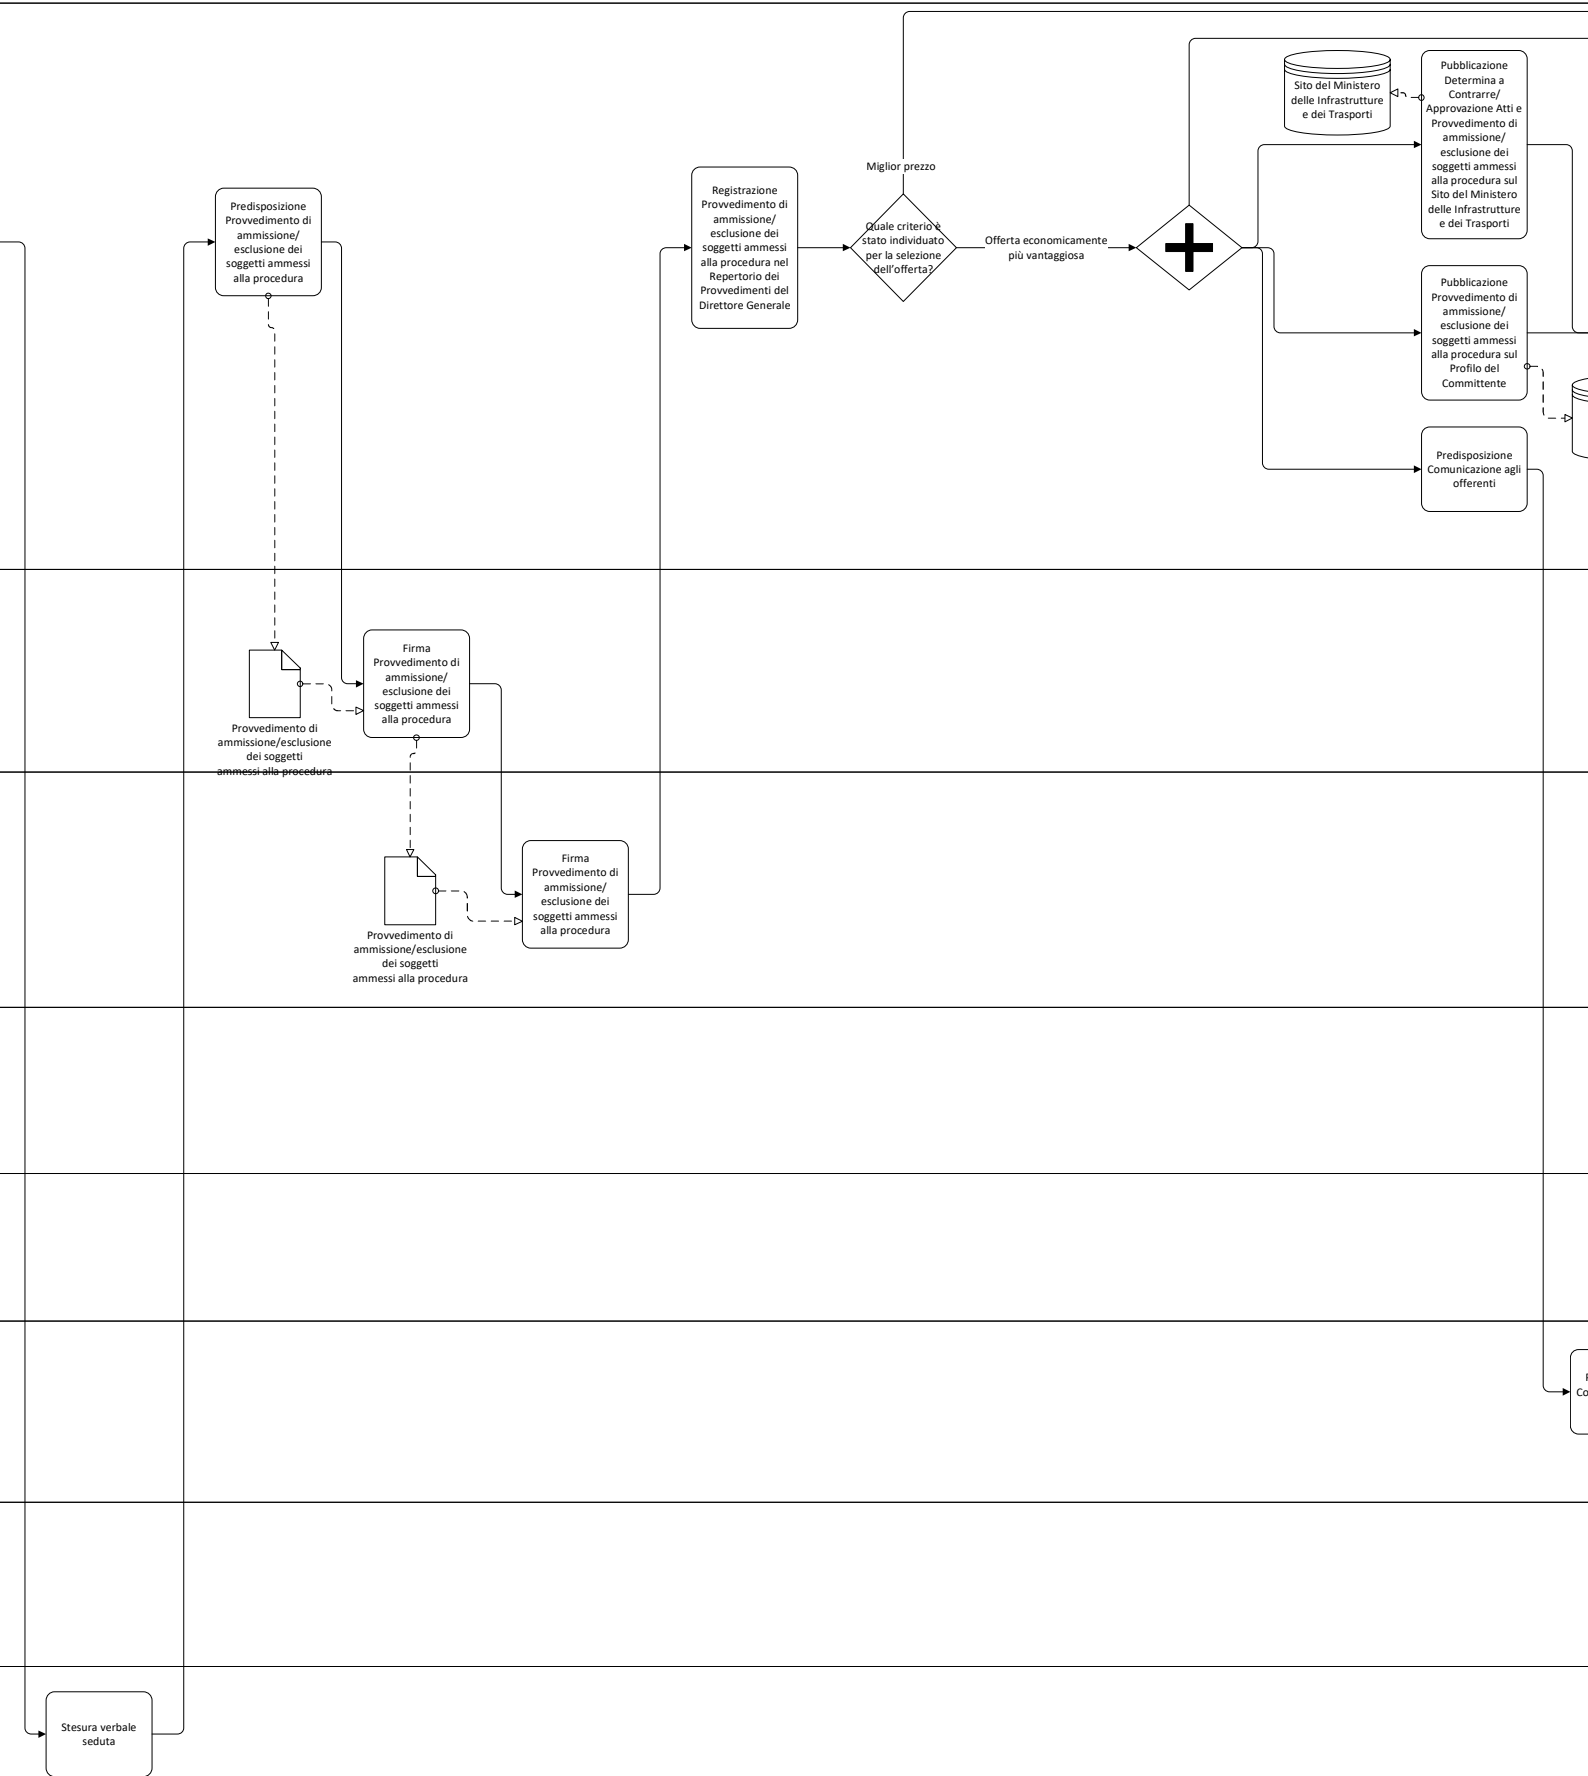 Predisposizione
Provvedimento di
ammissione/
esclusione dei
soggetti ammessi
alla procedura
Provvedimento di
ammissione/esclusione
dei soggetti
ammessi alla procedura
Firma
Provvedimento di
ammissione/
esclusione dei
soggetti ammessi
alla procedura
Provvedimento di
ammissione/esclusione
dei soggetti
ammessi alla procedura
Firma
Provvedimento di
ammissione/
esclusione dei
soggetti ammessi
alla procedura
Registrazione
Provvedimento di
ammissione/
esclusione dei
soggetti ammessi
alla procedura nel
Repertorio dei
Provvedimenti del
Direttore Generale
Miglior prezzo
Quale criterio è
stato individuato
per la selezione
dell'offerta?
Offerta economicamente
più vantaggiosa
Sito del Ministero
delle Infrastrutture
e dei Trasporti
Pubblicazione
Determina a
Contrarre/
Approvazione Atti e
Provvedimento di
ammissione/
esclusione dei
soggetti ammessi
alla procedura sul
Sito del Ministero
delle Infrastrutture
e dei Trasporti
Pubblicazione
Provvedimento di
ammissione/
esclusione dei
soggetti ammessi
alla procedura sul
Profilo del
Committente
Predisposizione
Comunicazione agli
offerenti
Stesura verbale
seduta